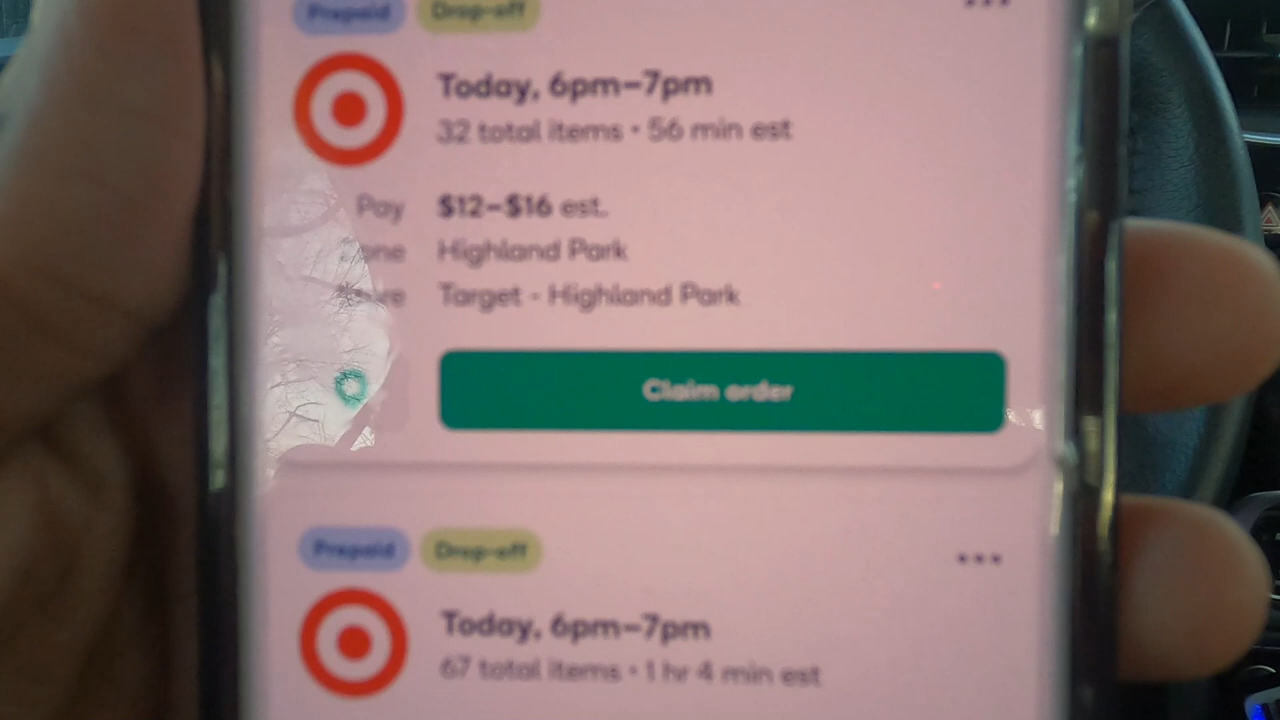 Prepaid Drop-off
Today, 6pm–7pm
32 total items • 56 min est
Pay $12–$16 est.
Highland Park
Target - Highland Park
Claim order
Prepaid Drop-off
Today, 6pm–7pm
67 total items • 1 hr 4 min est